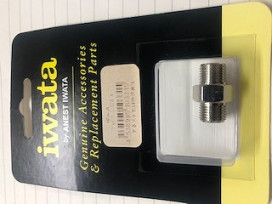 iwata
by ANEST IWATA
Genuine Accessories
& Replacement Parts